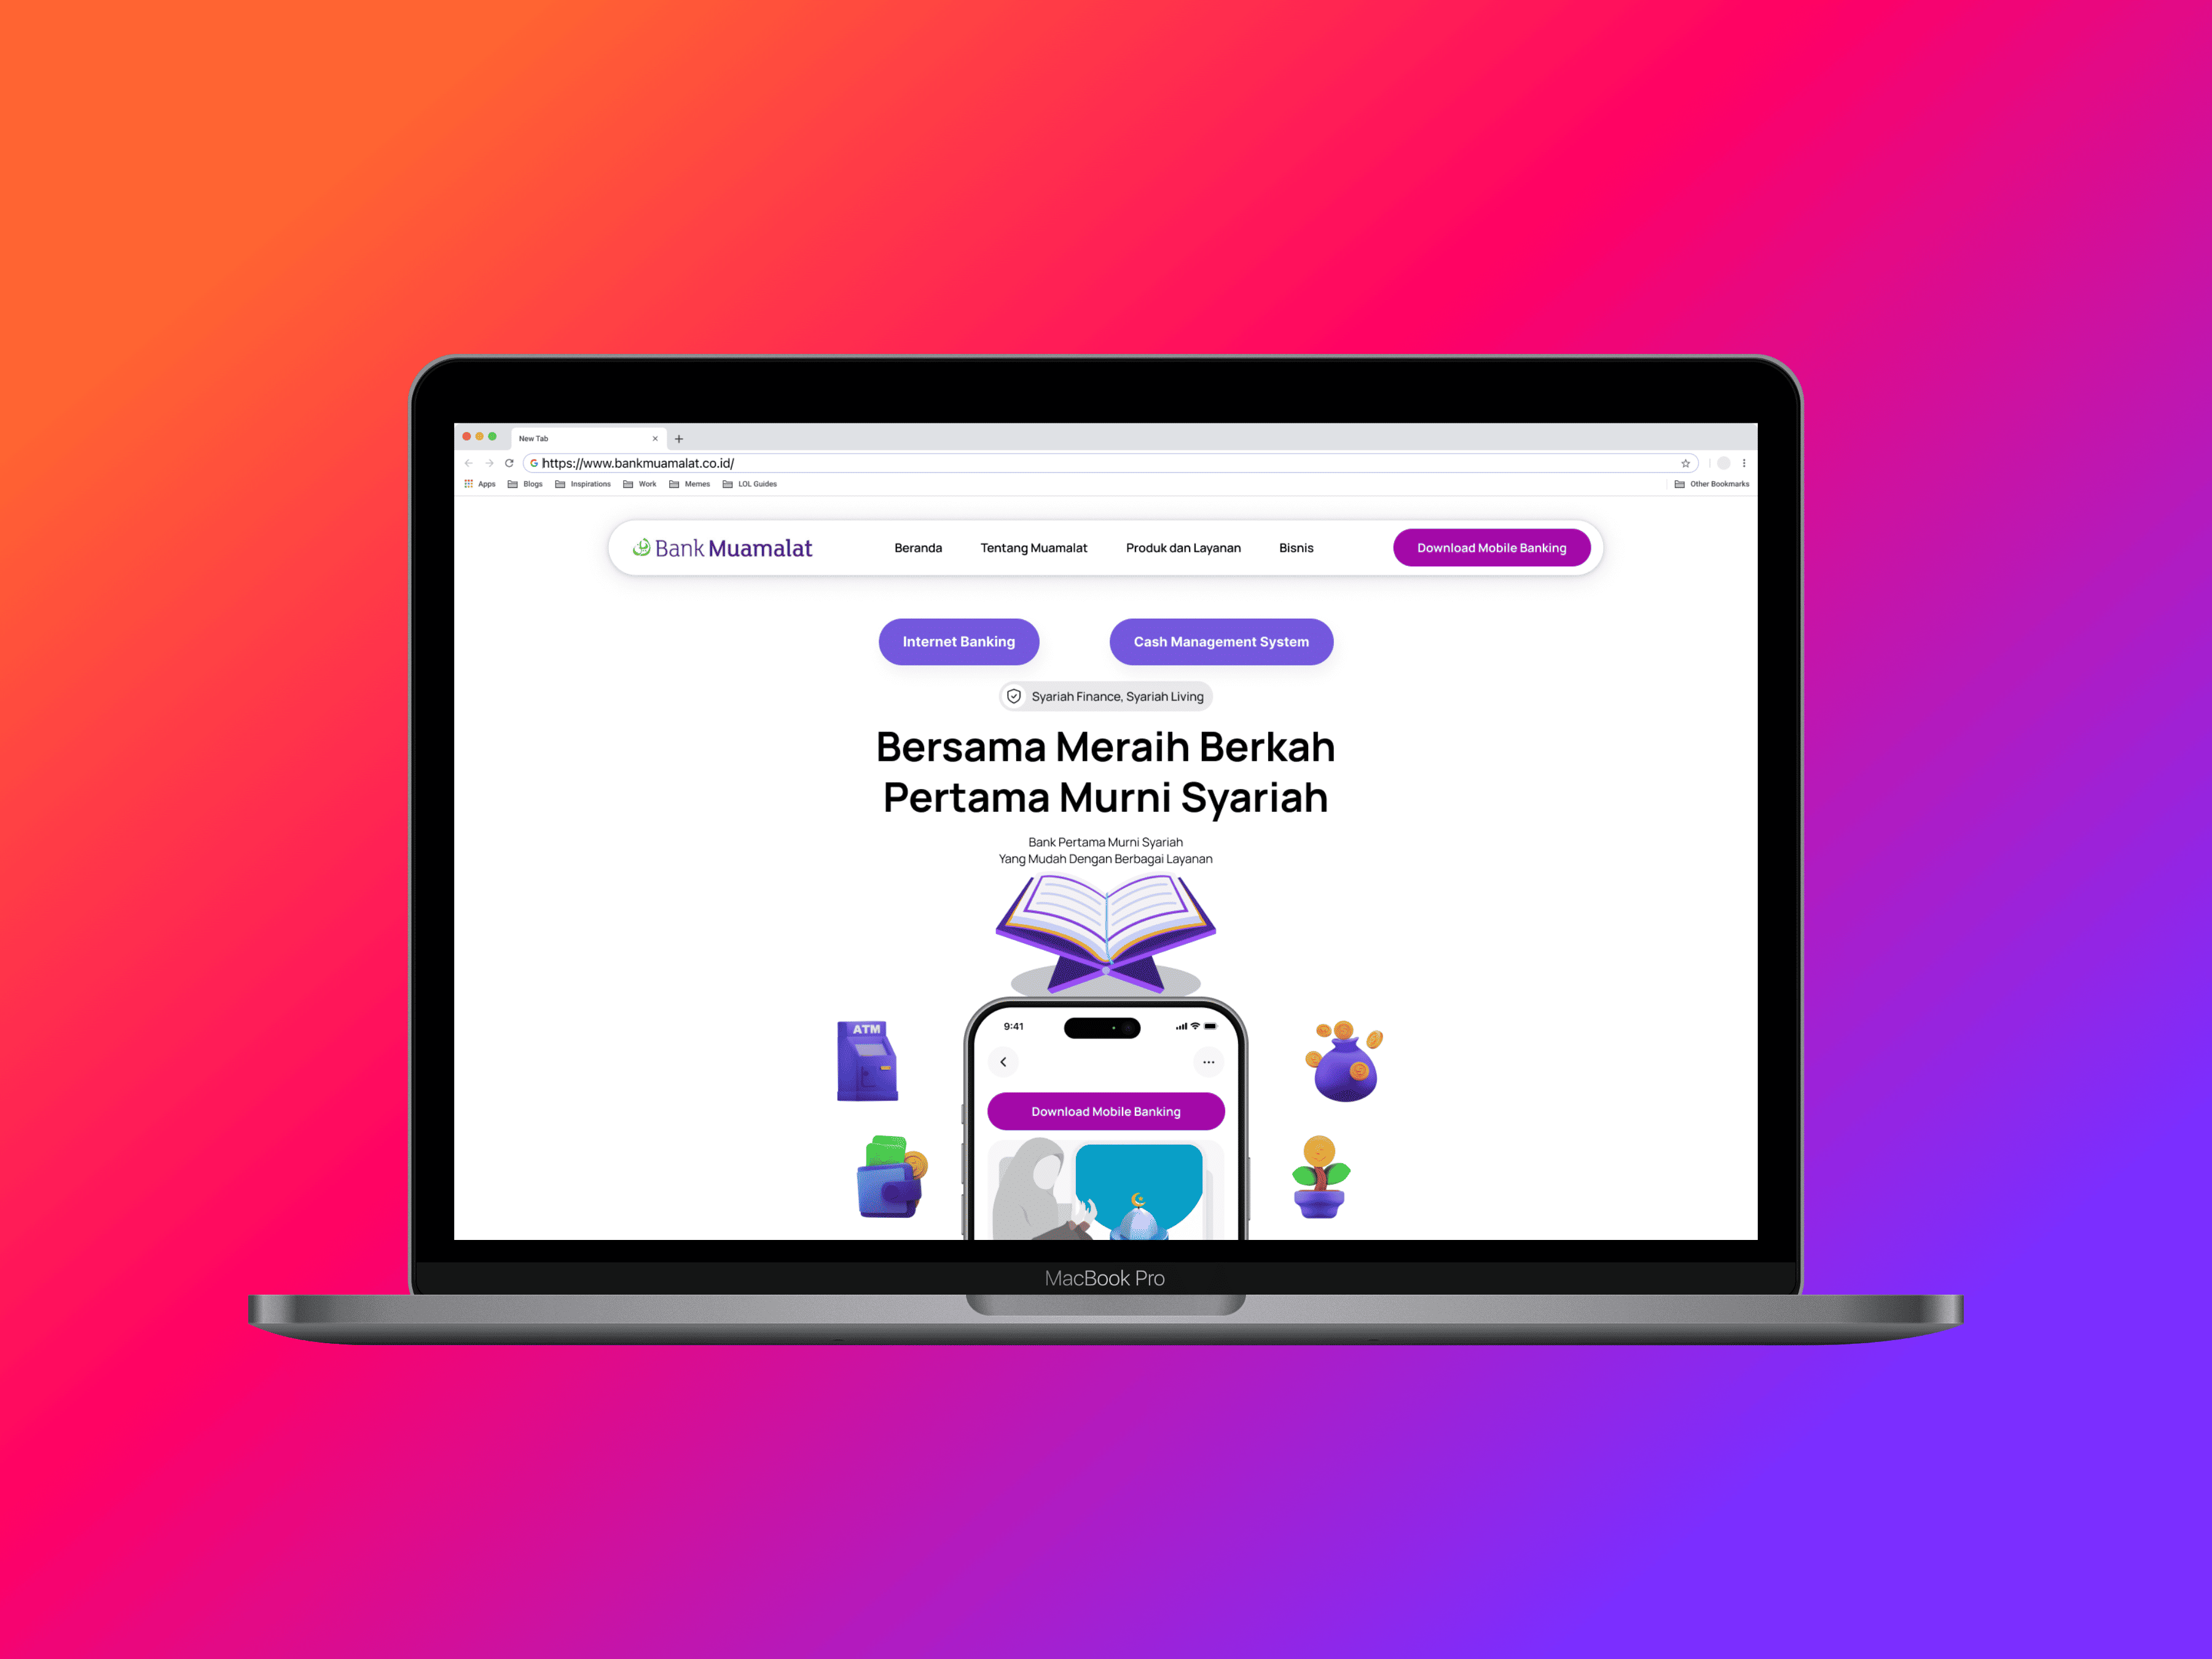 New Tab
https://www.bankmuamalat.co.id/
Apps Blogs Inspirations Work Memes LOL Guides Other Bookmarks
Bank Muamalat Beranda Tentang Muamalat Produk dan Layanan Bisnis Download Mobile Banking
Internet Banking Cash Management System
Syariah Finance, Syariah Living
Bersama Meraih Berkah
Pertama Murni Syariah
Bank Pertama Murni Syariah
Yang Mudah Dengan Berbagai Layanan
ATM
9:41
Download Mobile Banking
MacBook Pro